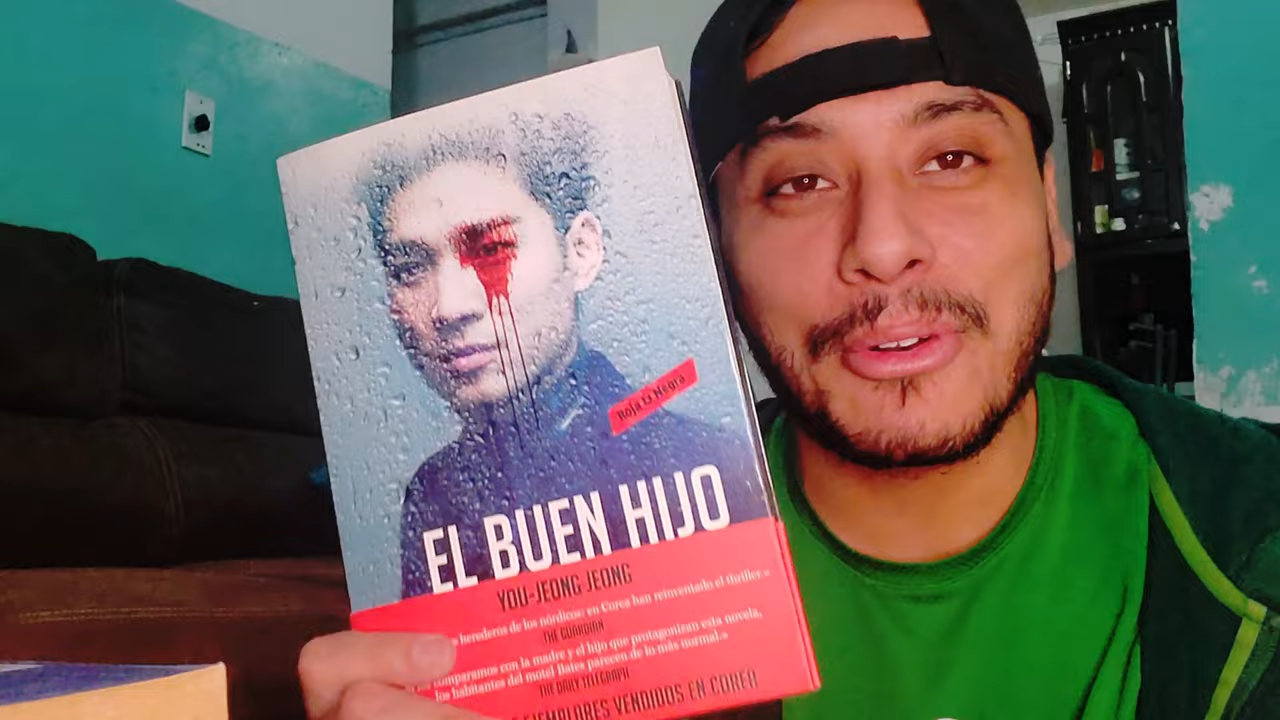 Roja & Negra
EL BUEN HIJO
YOU-JEONG JEONG
herederos de los nórdicos: en Corea han reinventado el thriller.»
THE GUARDIAN
comparamos con la madre y el hijo que protagonizan esta novela,
los habitantes del motel Bates parecen de lo más normal.»
THE DAILY TELEGRAPH
EJEMPLARES VENDIDOS EN COREA